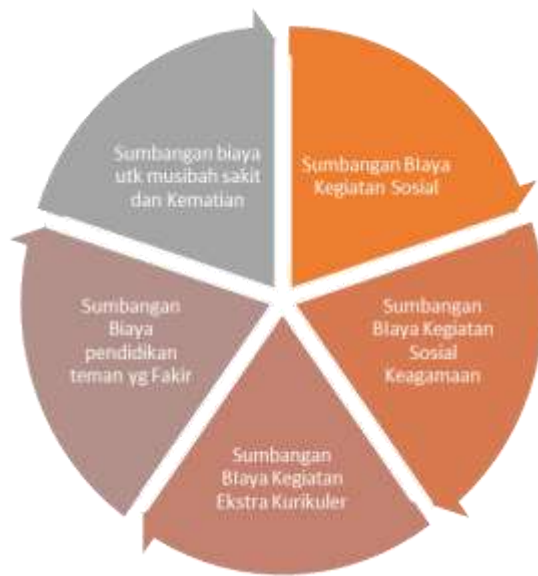 Sumbangan BIaya
Kegiatan Sosial
Sumbangan
BIaya Kegiatan
Sosial
Keagamaan
Sumbangan
BIaya Kegiatan
Ekstra Kurikuler
Sumbangan
Biaya
pendidikan
teman yg Fakir
Sumbangan biaya
utk musibah sakit
dan Kematian